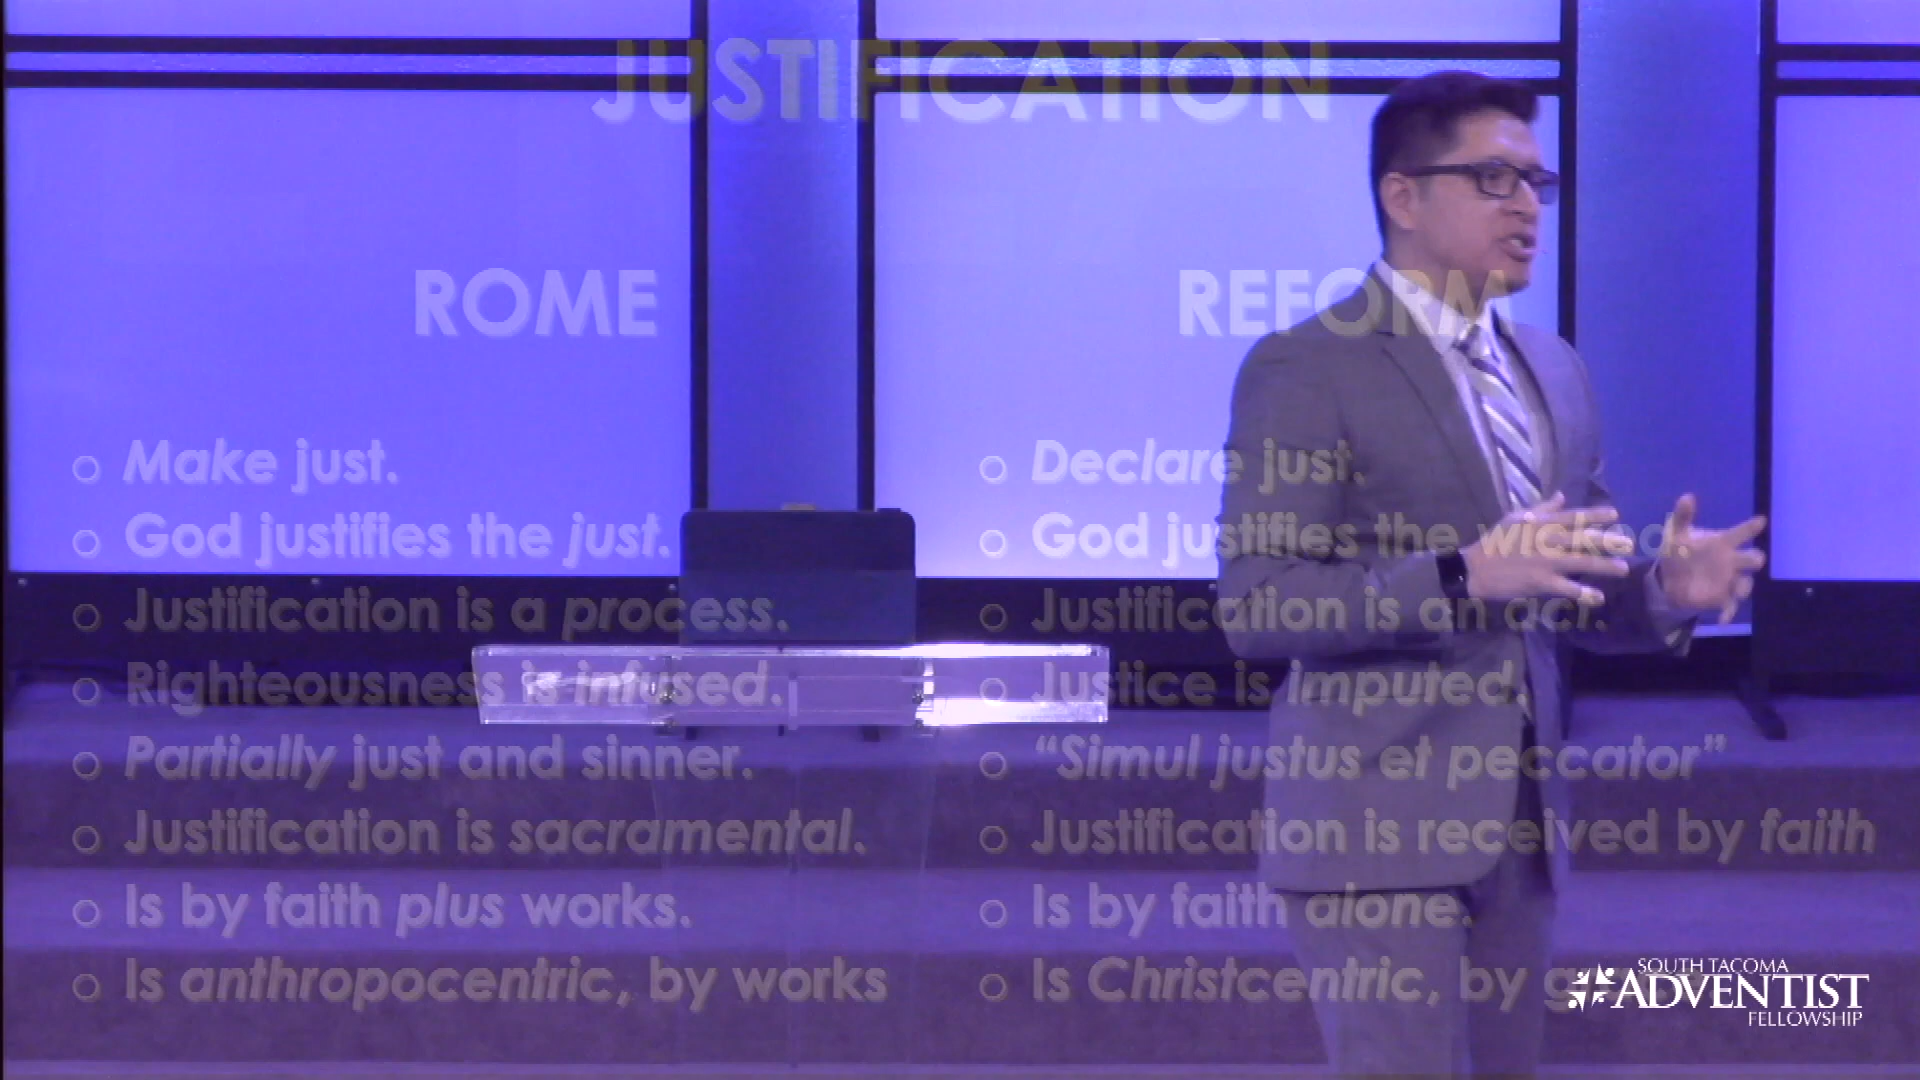 JUSTIFICATION
ROME
Make just.
God justifies the just.
Justification is a process.
Righteousness is infused.
Partially just and sinner.
Justification is sacramental.
Is by faith plus works.
Is anthropocentric, by works
REFORM
Declare just.
God justifies the wicked.
Justification is an act.
Justice is imputed.
“Simul justus et peccator”
Justification is received by faith
Is by faith alone.
Is Christcentric, by
SOUTH TACOMA
ADVENTIST
FELLOWSHIP